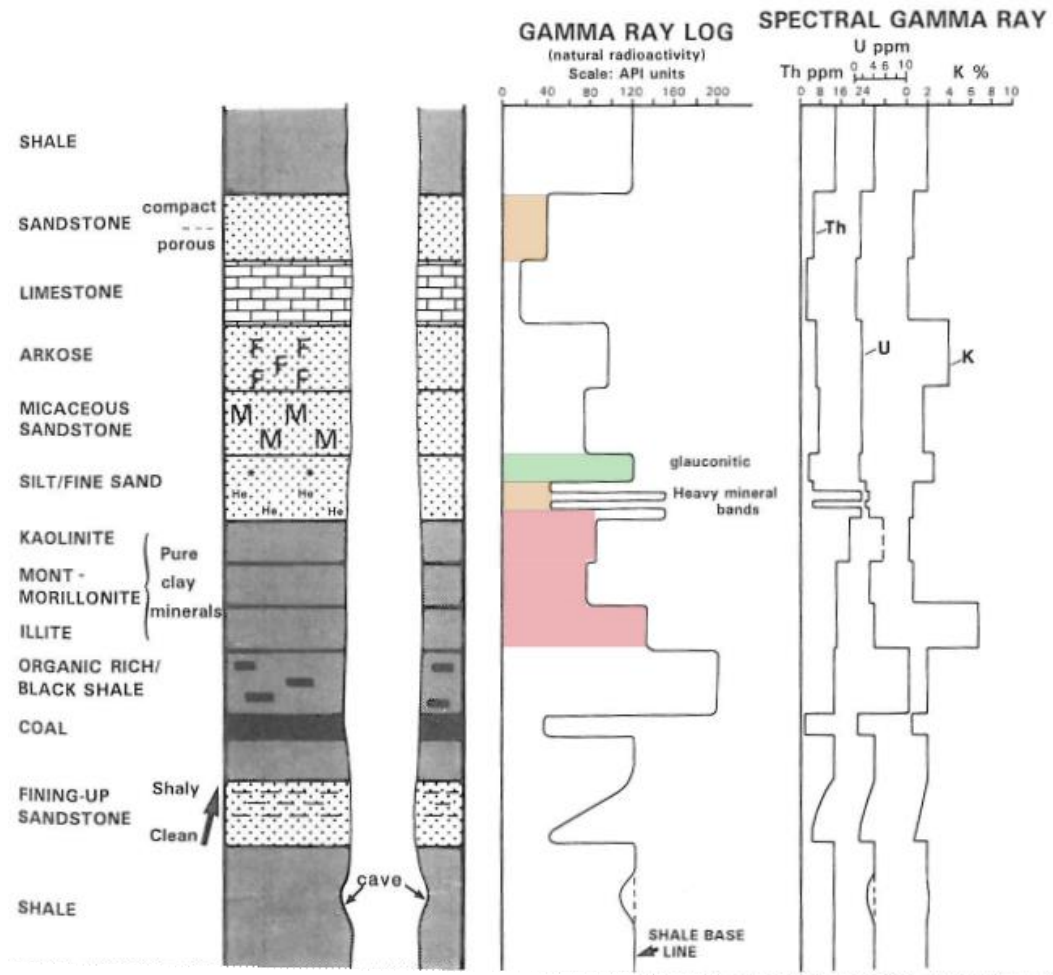 GAMMA RAY LOG
(natural radioactivity)
Scale: API units
0 40 80 120 160 200
SPECTRAL GAMMA RAY
U ppm
0 4 6 10
Th ppm
K %
0 8 16 24 0 2 4 6 8 10
SHALE
SANDSTONE
compact
porous
LIMESTONE
ARKOSE
F F
F
F F
MICACEOUS
SANDSTONE
M M
M M
SILT/FINE SAND
He He
He He
KAOLINITE
MONT-
MORILLONITE
ILLITE
Pure
clay
minerals
ORGANIC RICH/
BLACK SHALE
COAL
FINING-UP
SANDSTONE
Shaly
Clean
SHALE
cave
glauconitic
Heavy mineral
bands
SHALE BASE
LINE
Th
U
K